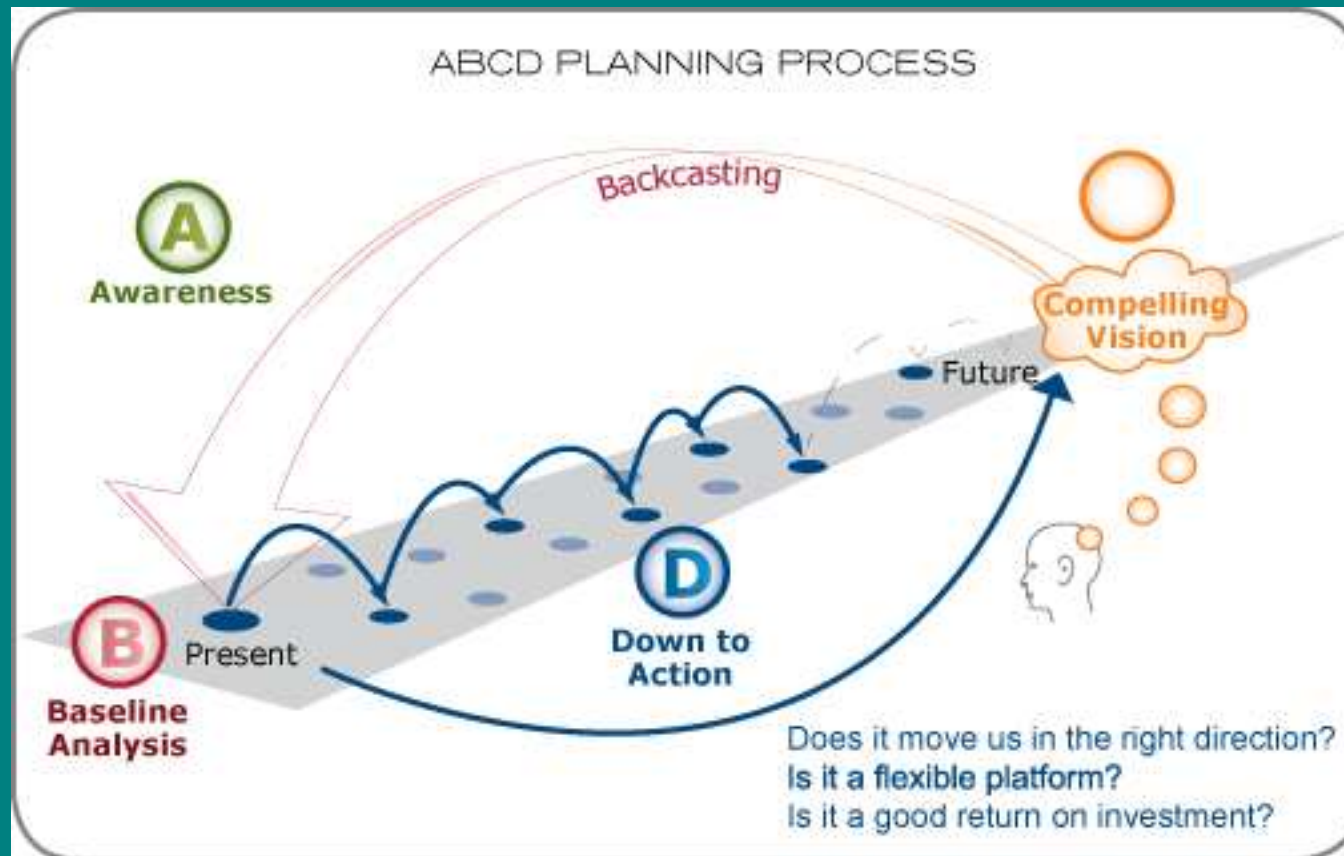 ABCD PLANNING PROCESS
Backcasting
A
Awareness
Compelling
Vision
Future
B
Present
Baseline
Analysis
D
Down to
Action
Does it move us in the right direction?
Is it a flexible platform?
Is it a good return on investment?